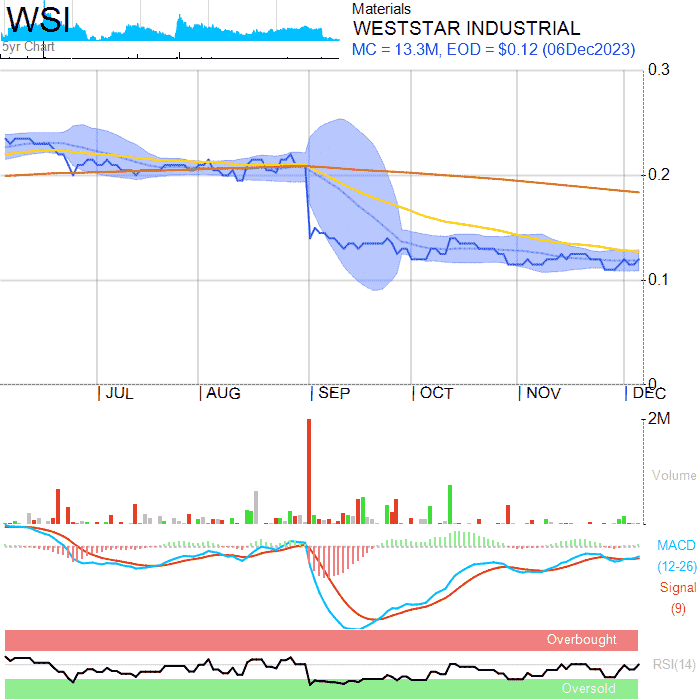 WSI
5yr Chart
Materials
WESTSTAR INDUSTRIAL
MC = 13.3M, EOD = $0.12 (06Dec2023)
0.3
0.2
0.1
0
JUL
AUG
SEP
OCT
NOV
DEC
2M
Volume
MACD
(12-26)
Signal
(9)
Overbought
RSI(14)
Oversold